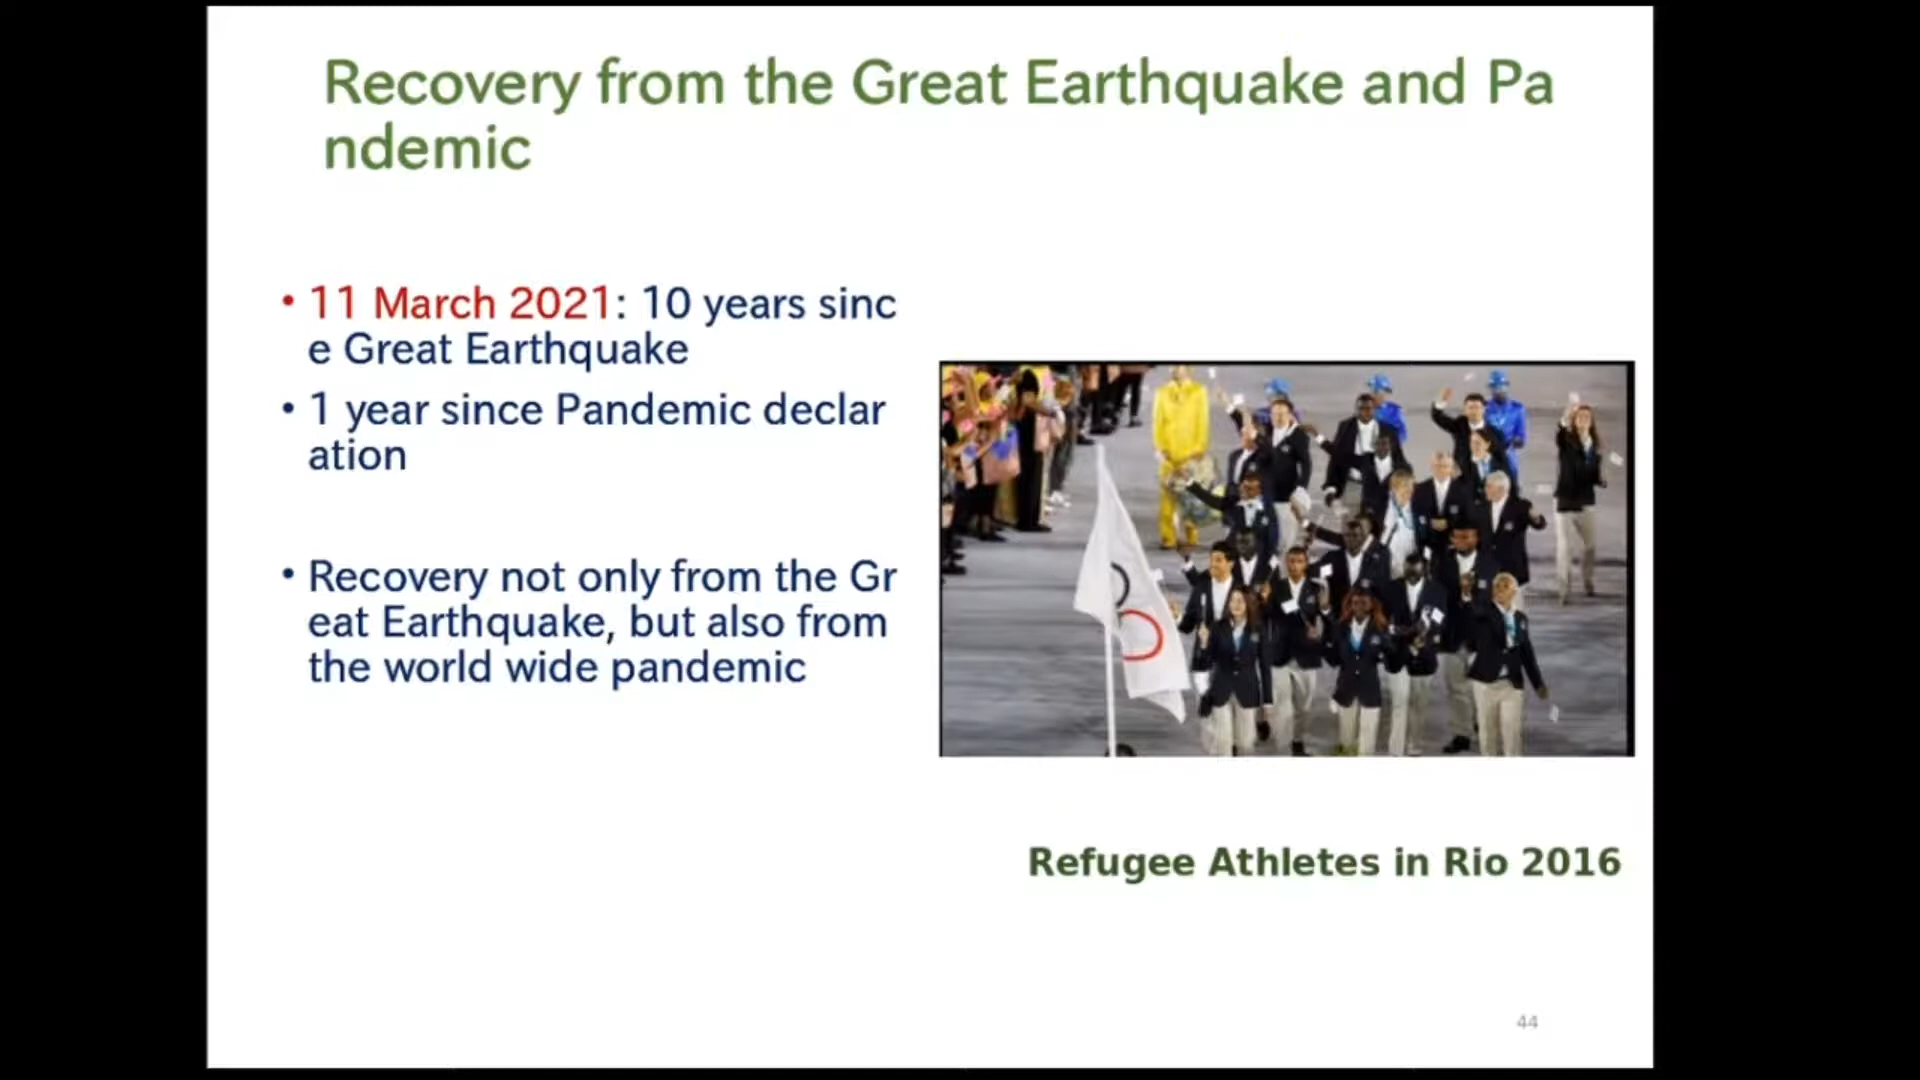 Recovery from the Great Earthquake and Pa
ndemic
• 11 March 2021: 10 years sinc
e Great Earthquake
• 1 year since Pandemic declar
ation
• Recovery not only from the Gr
eat Earthquake, but also from
the world wide pandemic
Refugee Athletes in Rio 2016
44